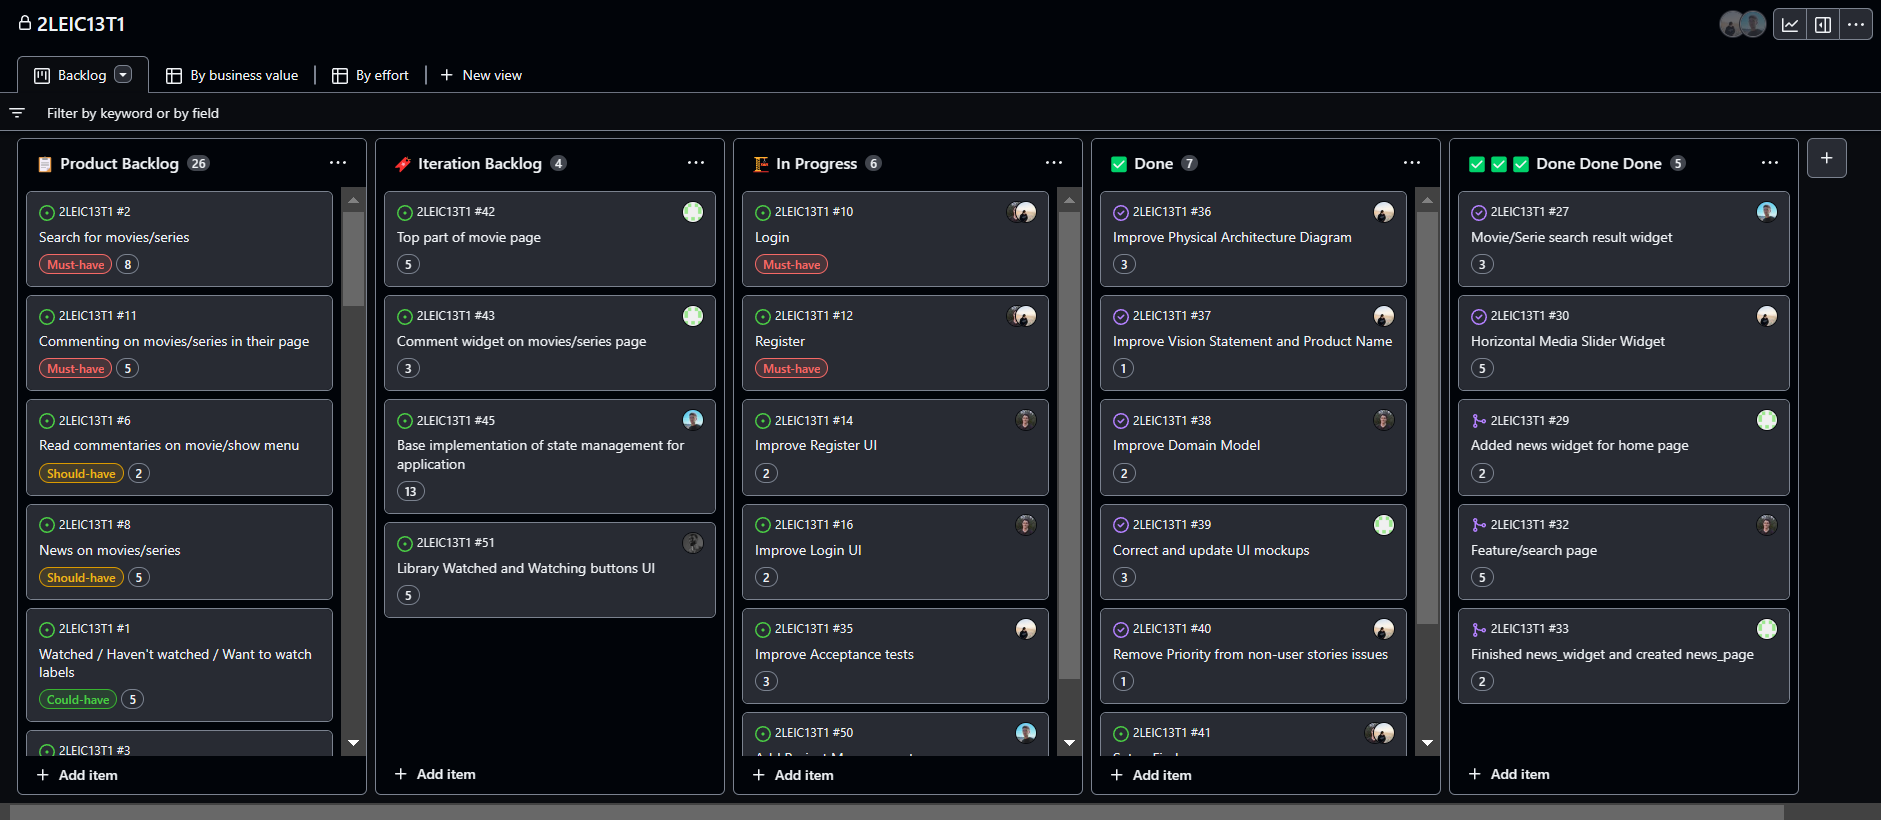 2LEIC13T1
Backlog
By business value
By effort
New view
Filter by keyword or by field
Product Backlog 26
2LEIC13T1 #2
Search for movies/series
Must-have 8
2LEIC13T1 #11
Commenting on movies/series in their page
Must-have 5
2LEIC13T1 #6
Read commentaries on movie/show menu
Should-have 2
2LEIC13T1 #8
News on movies/series
Should-have 5
2LEIC13T1 #1
Watched / Haven't watched / Want to watch
labels
Could-have 5
2LEIC13T1 #3
Add item
Iteration Backlog 4
2LEIC13T1 #42
Top part of movie page
5
2LEIC13T1 #43
Comment widget on movies/series page
3
2LEIC13T1 #45
Base implementation of state management for
application
13
2LEIC13T1 #51
Library Watched and Watching buttons UI
5
Add item
In Progress 6
2LEIC13T1 #10
Login
Must-have
2LEIC13T1 #12
Register
Must-have
2LEIC13T1 #14
Improve Register UI
2
2LEIC13T1 #16
Improve Login UI
2
2LEIC13T1 #35
Improve Acceptance tests
3
2LEIC13T1 #50
Add item
Done 7
2LEIC13T1 #36
Improve Physical Architecture Diagram
3
2LEIC13T1 #37
Improve Vision Statement and Product Name
1
2LEIC13T1 #38
Improve Domain Model
2
2LEIC13T1 #39
Correct and update UI mockups
3
2LEIC13T1 #40
Remove Priority from non-user stories issues
1
2LEIC13T1 #41
Add item
Done Done Done 5
2LEIC13T1 #27
Movie/Serie search result widget
3
2LEIC13T1 #30
Horizontal Media Slider Widget
5
2LEIC13T1 #29
Added news widget for home page
2
2LEIC13T1 #32
Feature/search page
5
2LEIC13T1 #33
Finished news_widget and created news_page
2
Add item